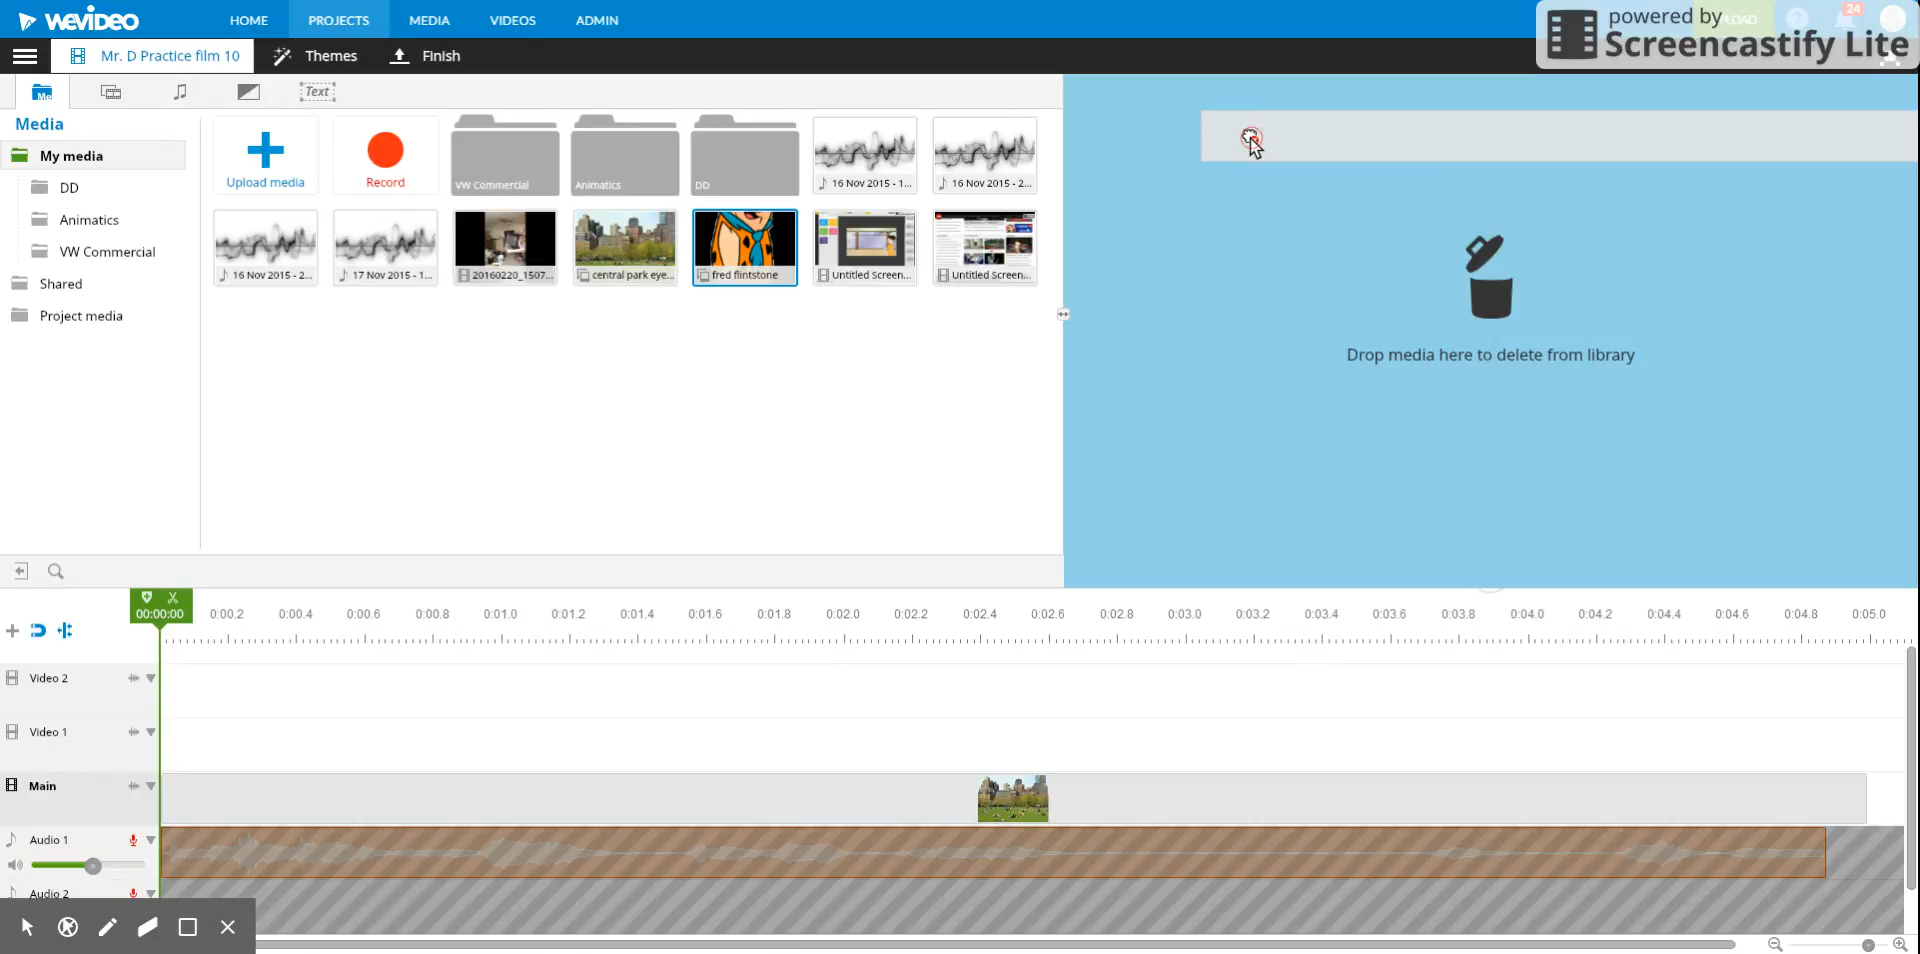 WEVIDEO
HOME
PROJECTS
MEDIA
VIDEOS
ADMIN
24
powered by
Screencastify Lite
Mr. D Practice film 10
Themes
Finish
Me
Text
Media
My media
DD
Animatics
VW Commercial
Shared
Project media
Upload media
Record
VW Commercial
Animatics
DD
16 Nov 2015 - 1...
16 Nov 2015 - 2...
16 Nov 2015 - 2...
17 Nov 2015 - 1...
20160220_1507...
central park eye...
fred flintstone
Untitled Screen...
Untitled Screen...
Drop media here to delete from library
00:00:00
0:00.2
0:00.4
0:00.6
0:00.8
0:01.0
0:01.2
0:01.4
0:01.6
0:01.8
0:02.0
0:02.2
0:02.4
0:02.6
0:02.8
0:03.0
0:03.2
0:03.4
0:03.6
0:03.8
0:04.0
0:04.2
0:04.4
0:04.6
0:04.8
0:05.0
Video 2
Video 1
Main
Audio 1
Audio 2